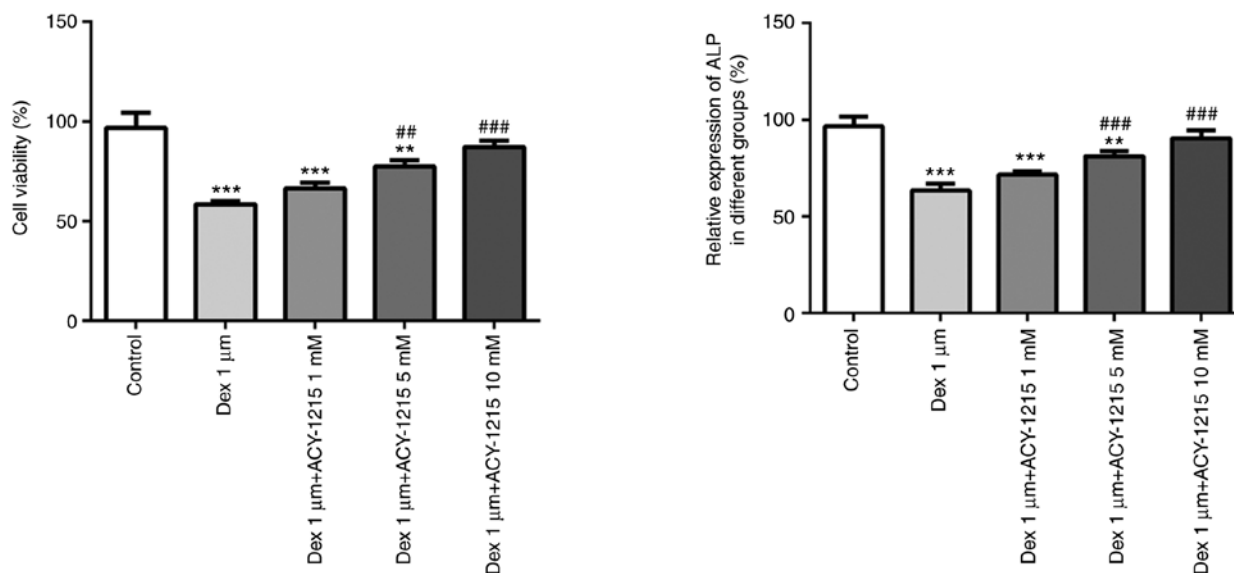 150
100
50
0
Cell viability (%)
***
***
##
**
###
Control
Dex 1 μm
Dex 1 μm+ACY-1215 1 mM
Dex 1 μm+ACY-1215 5 mM
Dex 1 μm+ACY-1215 10 mM
150
100
50
0
Relative expression of ALP
in different groups (%)
***
***
###
**
###
Control
Dex 1 μm
Dex 1 μm+ACY-1215 1 mM
Dex 1 μm+ACY-1215 5 mM
Dex 1 μm+ACY-1215 10 mM